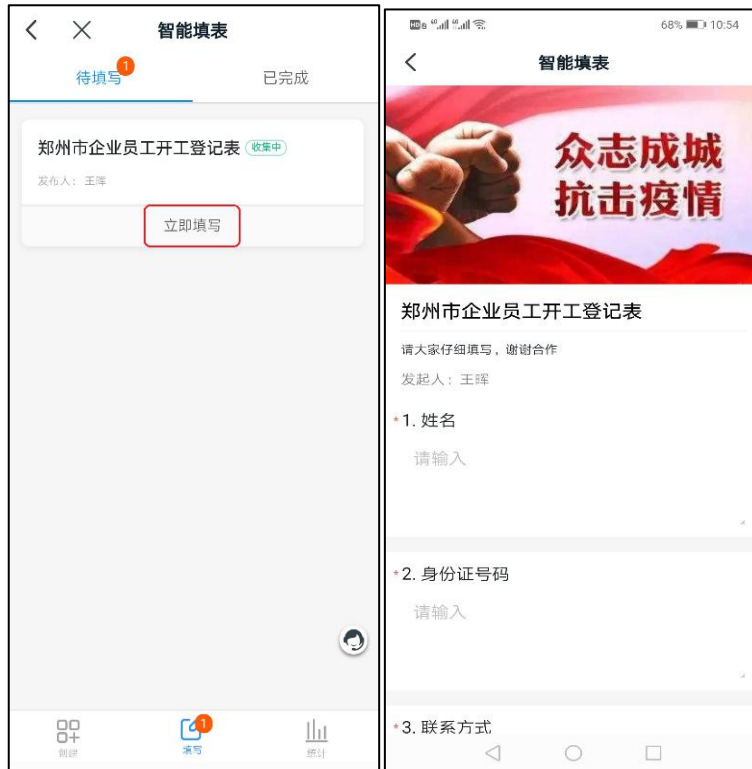 智能填表
待填写
1
已完成
郑州市企业员工开工登记表 收集中
发布人：王晖
立即填写
创建
填写
1
统计
HD 68% 10:54
智能填表
众志成城
抗击疫情
郑州市企业员工开工登记表
请大家仔细填写，谢谢合作
发起人：王晖
*1. 姓名
请输入
*2. 身份证号码
请输入
*3. 联系方式